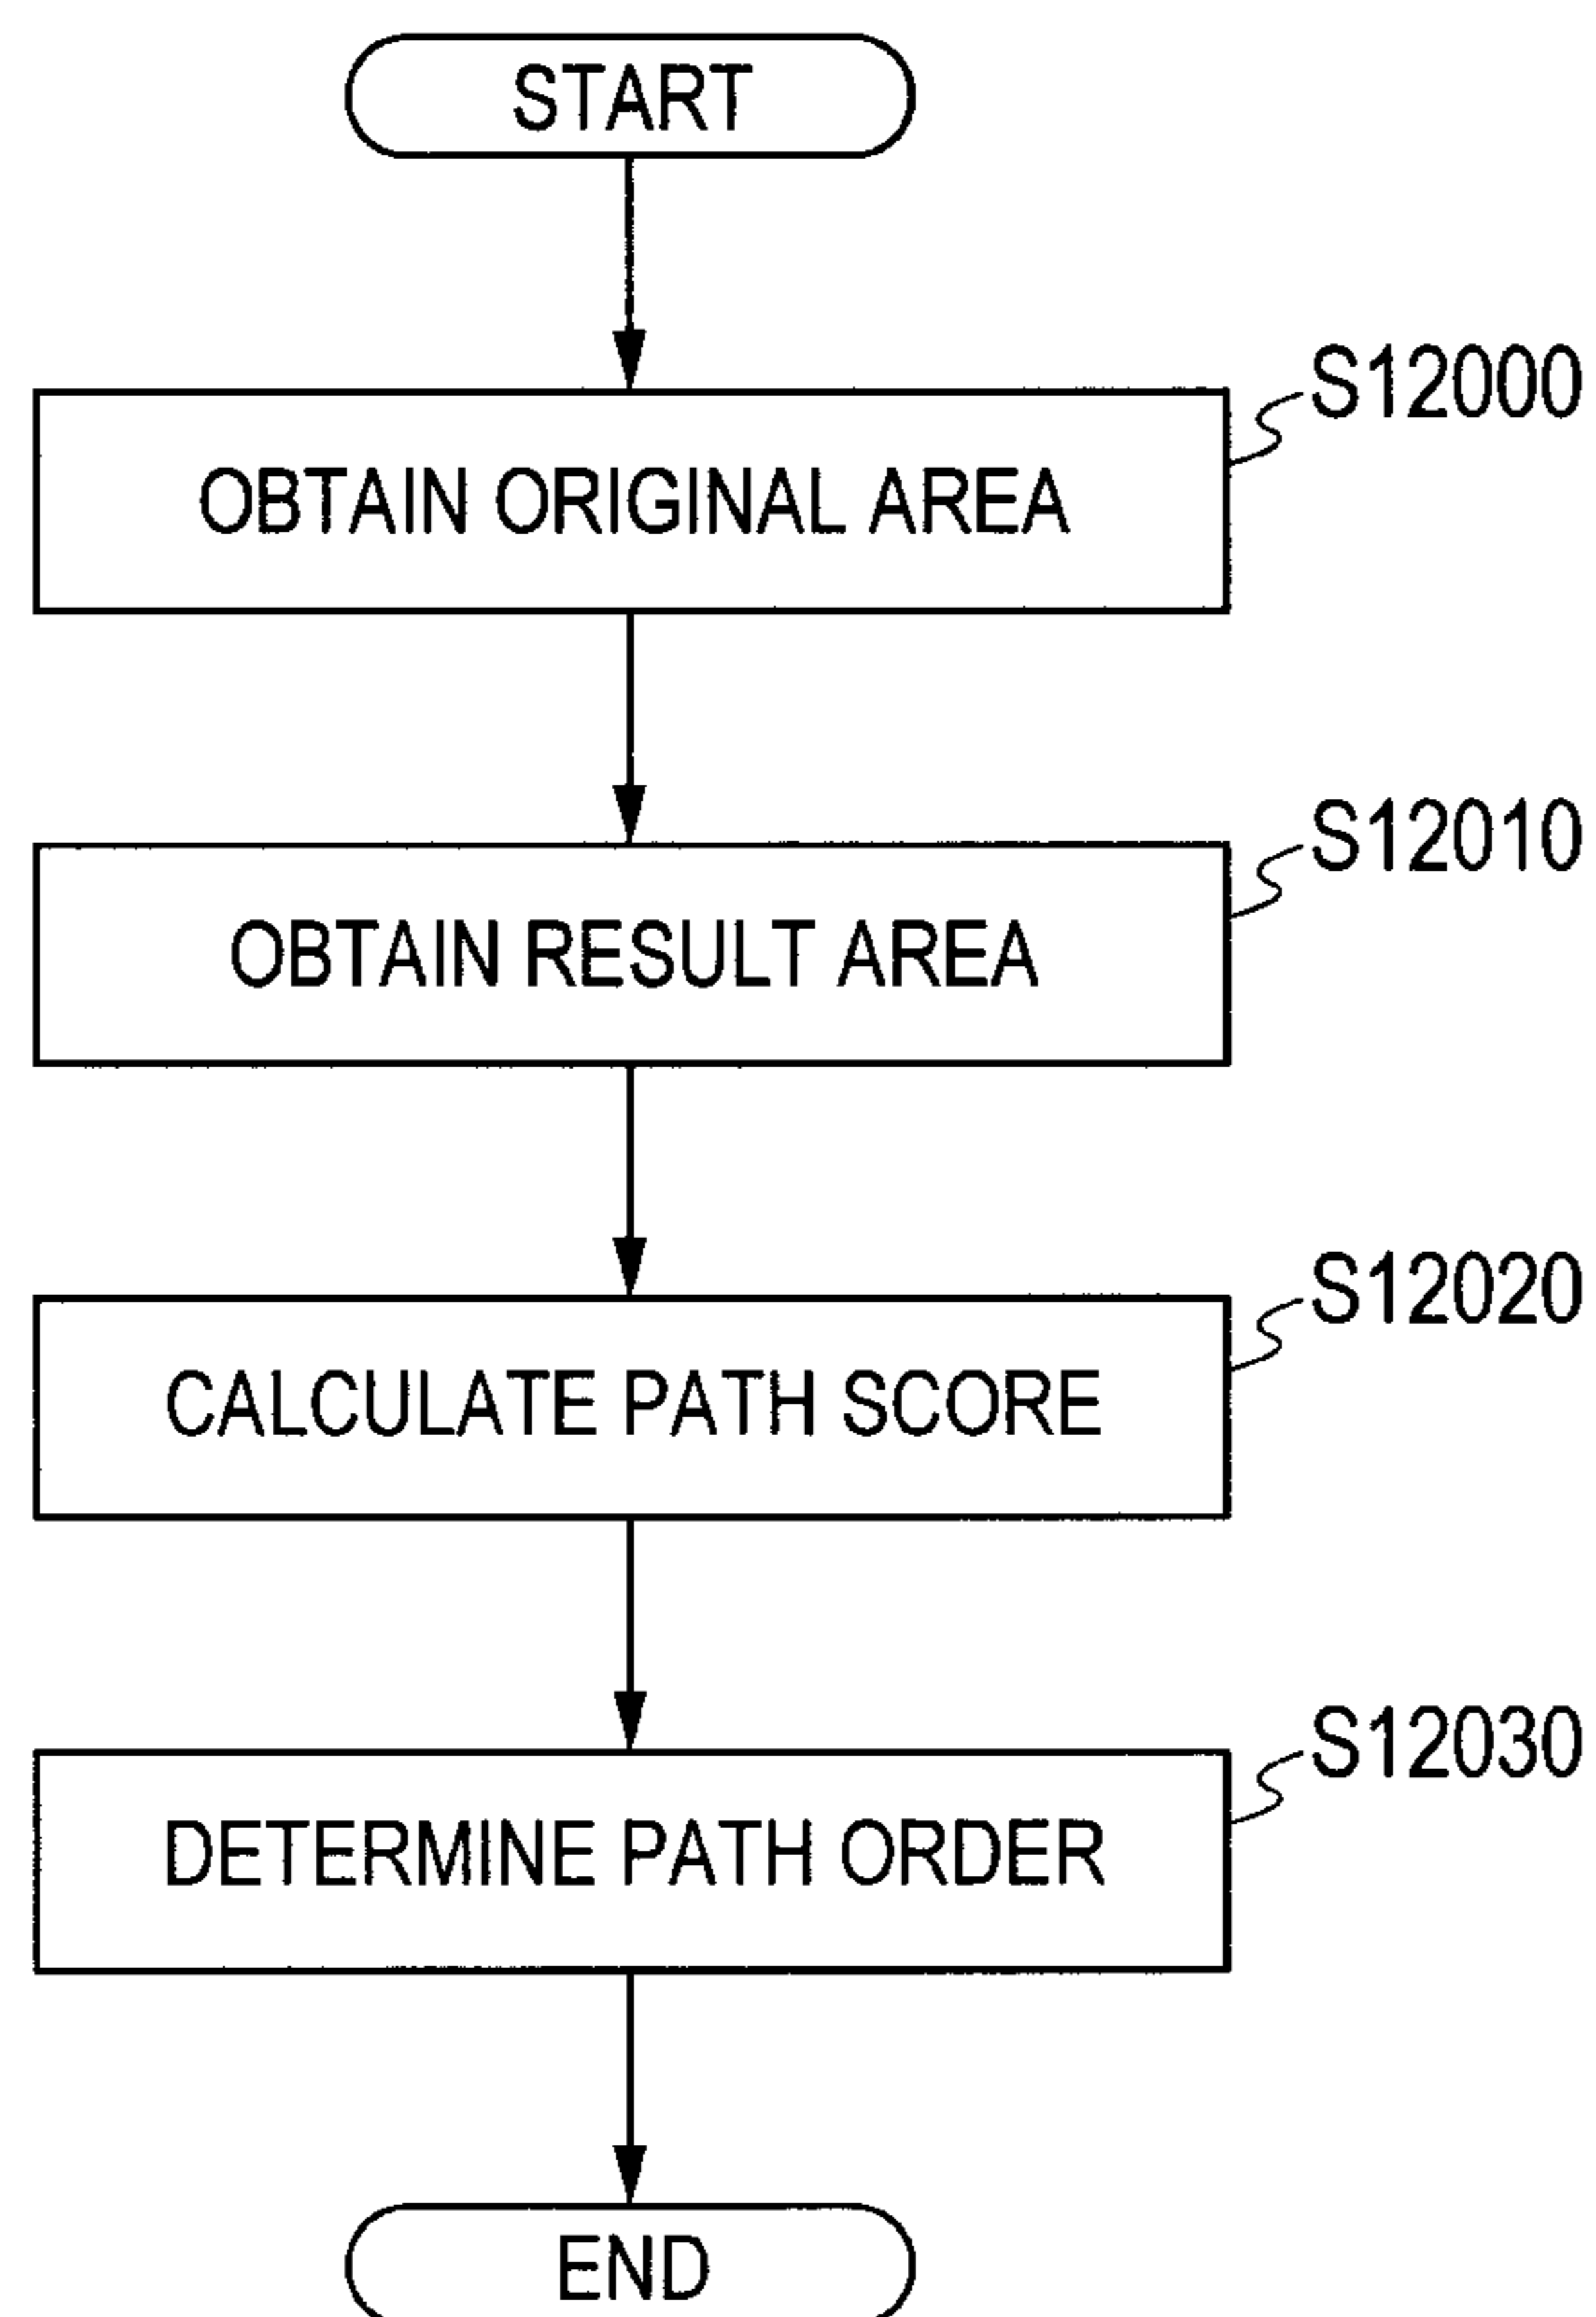 START
S12000
OBTAIN ORIGINAL AREA
S12010
OBTAIN RESULT AREA
S12020
CALCULATE PATH SCORE
S12030
DETERMINE PATH ORDER
END